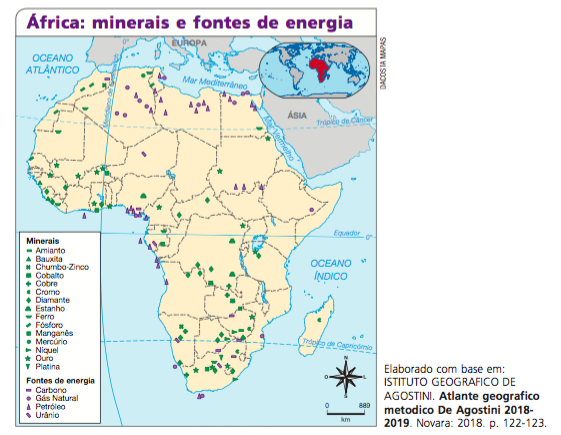 África: minerais e fontes de energia
EUROPA
0°
OCEANO
ATLÂNTICO
Mar Mediterrâneo
DACOSTA MAPAS
ÁSIA
Trópico de Câncer
Mar Vermelho
Equador
0°
OCEANO
ÍNDICO
Trópico de Capricórnio
N
O
L
S
0
889
km
Minerais
Amianto
Bauxita
Chumbo-Zinco
Cobalto
Cobre
Cromo
Diamante
Estanho
Ferro
Fósforo
Manganês
Mercúrio
Níquel
Ouro
Platina
Fontes de energia
Carbono
Gás Natural
Petróleo
Urânio
Elaborado com base em:
ISTITUTO GEOGRAFICO DE
AGOSTINI. Atlante geografico
metodico De Agostini 2018-
2019. Novara: 2018. p. 122-123.